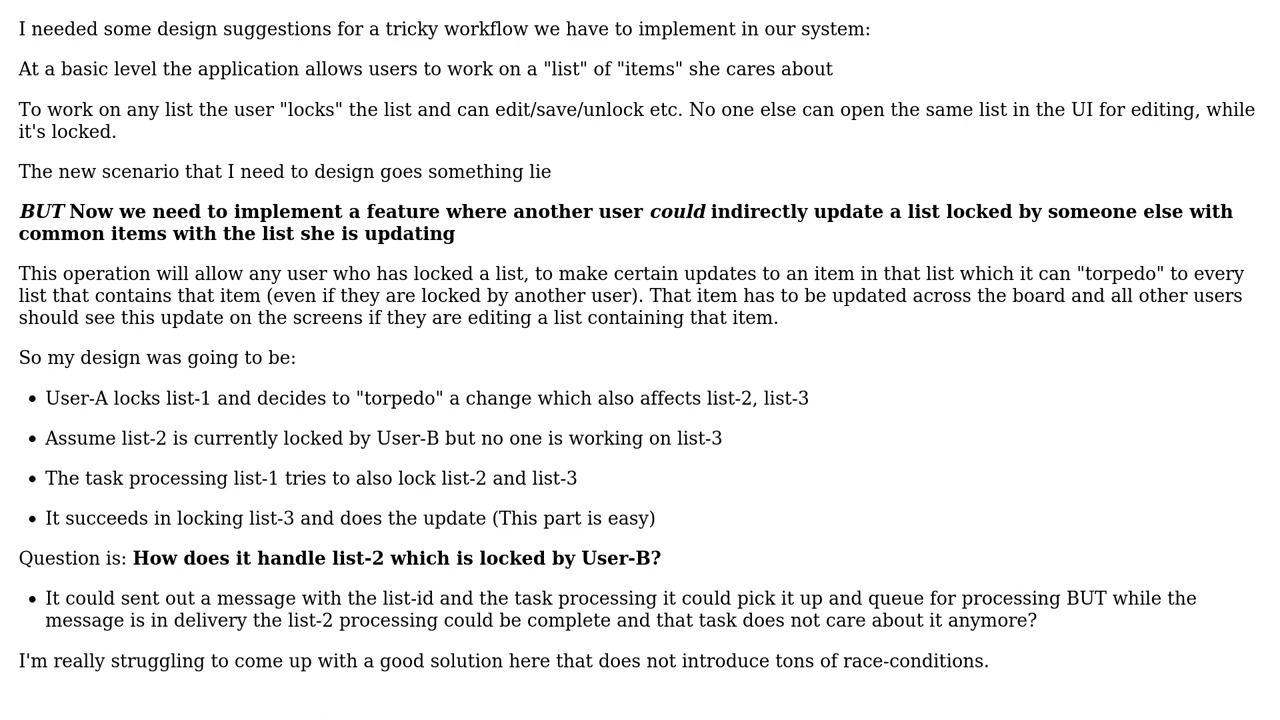 I needed some design suggestions for a tricky workflow we have to implement in our system:
At a basic level the application allows users to work on a "list" of "items" she cares about
To work on any list the user "locks" the list and can edit/save/unlock etc. No one else can open the same list in the UI for editing, while
it's locked.
The new scenario that I need to design goes something lie
BUT Now we need to implement a feature where another user could indirectly update a list locked by someone else with
common items with the list she is updating
This operation will allow any user who has locked a list, to make certain updates to an item in that list which it can "torpedo" to every
list that contains that item (even if they are locked by another user). That item has to be updated across the board and all other users
should see this update on the screens if they are editing a list containing that item.
So my design was going to be:
• User-A locks list-1 and decides to "torpedo" a change which also affects list-2, list-3
• Assume list-2 is currently locked by User-B but no one is working on list-3
• The task processing list-1 tries to also lock list-2 and list-3
• It succeeds in locking list-3 and does the update (This part is easy)
Question is: How does it handle list-2 which is locked by User-B?
• It could sent out a message with the list-id and the task processing it could pick it up and queue for processing BUT while the
message is in delivery the list-2 processing could be complete and that task does not care about it anymore?
I'm really struggling to come up with a good solution here that does not introduce tons of race-conditions.